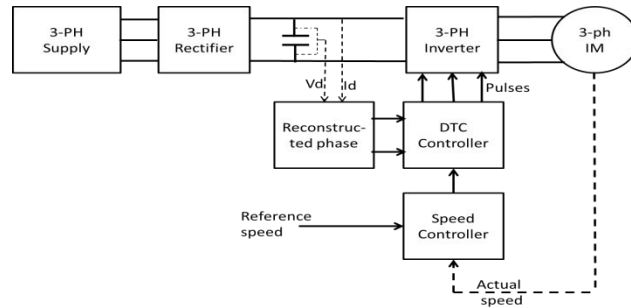 3-PH
Supply
3-PH
Rectifier
3-PH
Inverter
3-ph
IM
Vd
Id
Pulses
Reconstruc-
ted phase
DTC
Controller
Reference
speed
Speed
Controller
Actual
speed